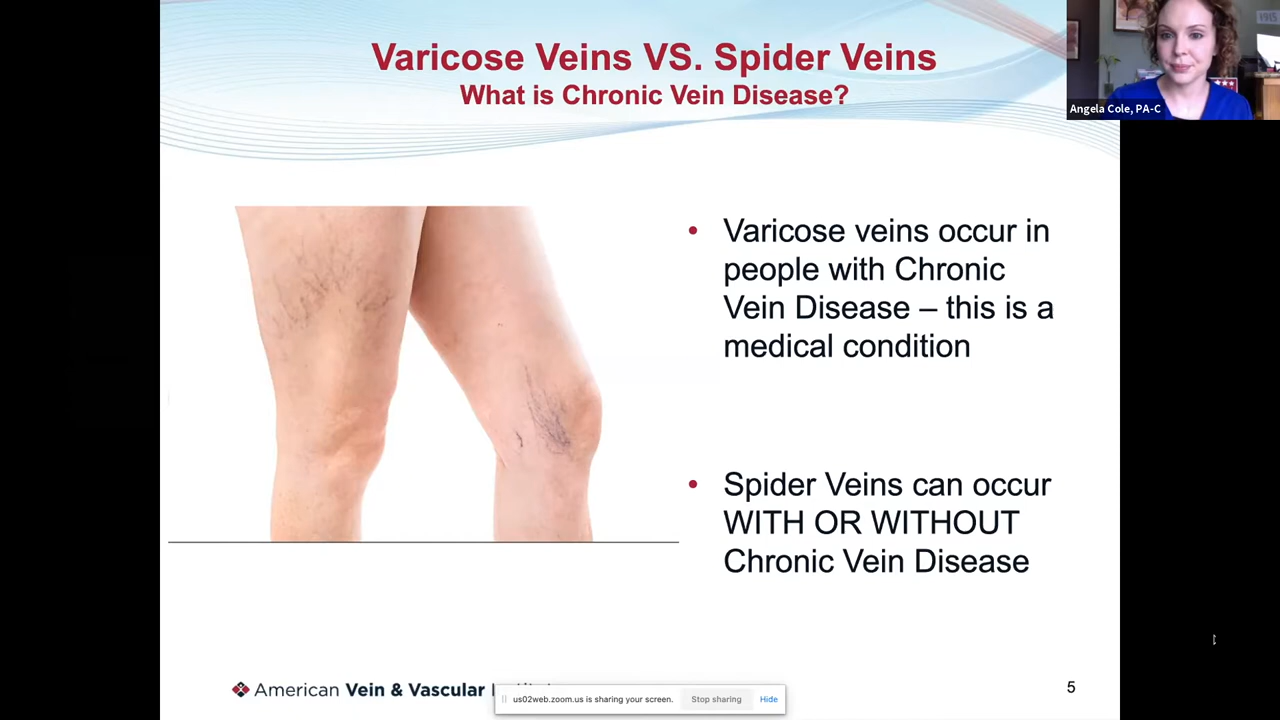 Varicose Veins VS. Spider Veins
What is Chronic Vein Disease?
Angela Cole, PA-C
• Varicose veins occur in
people with Chronic
Vein Disease – this is a
medical condition
• Spider Veins can occur
WITH OR WITHOUT
Chronic Vein Disease
American Vein & Vascular
us02web.zoom.us is sharing your screen. Stop sharing Hide
5